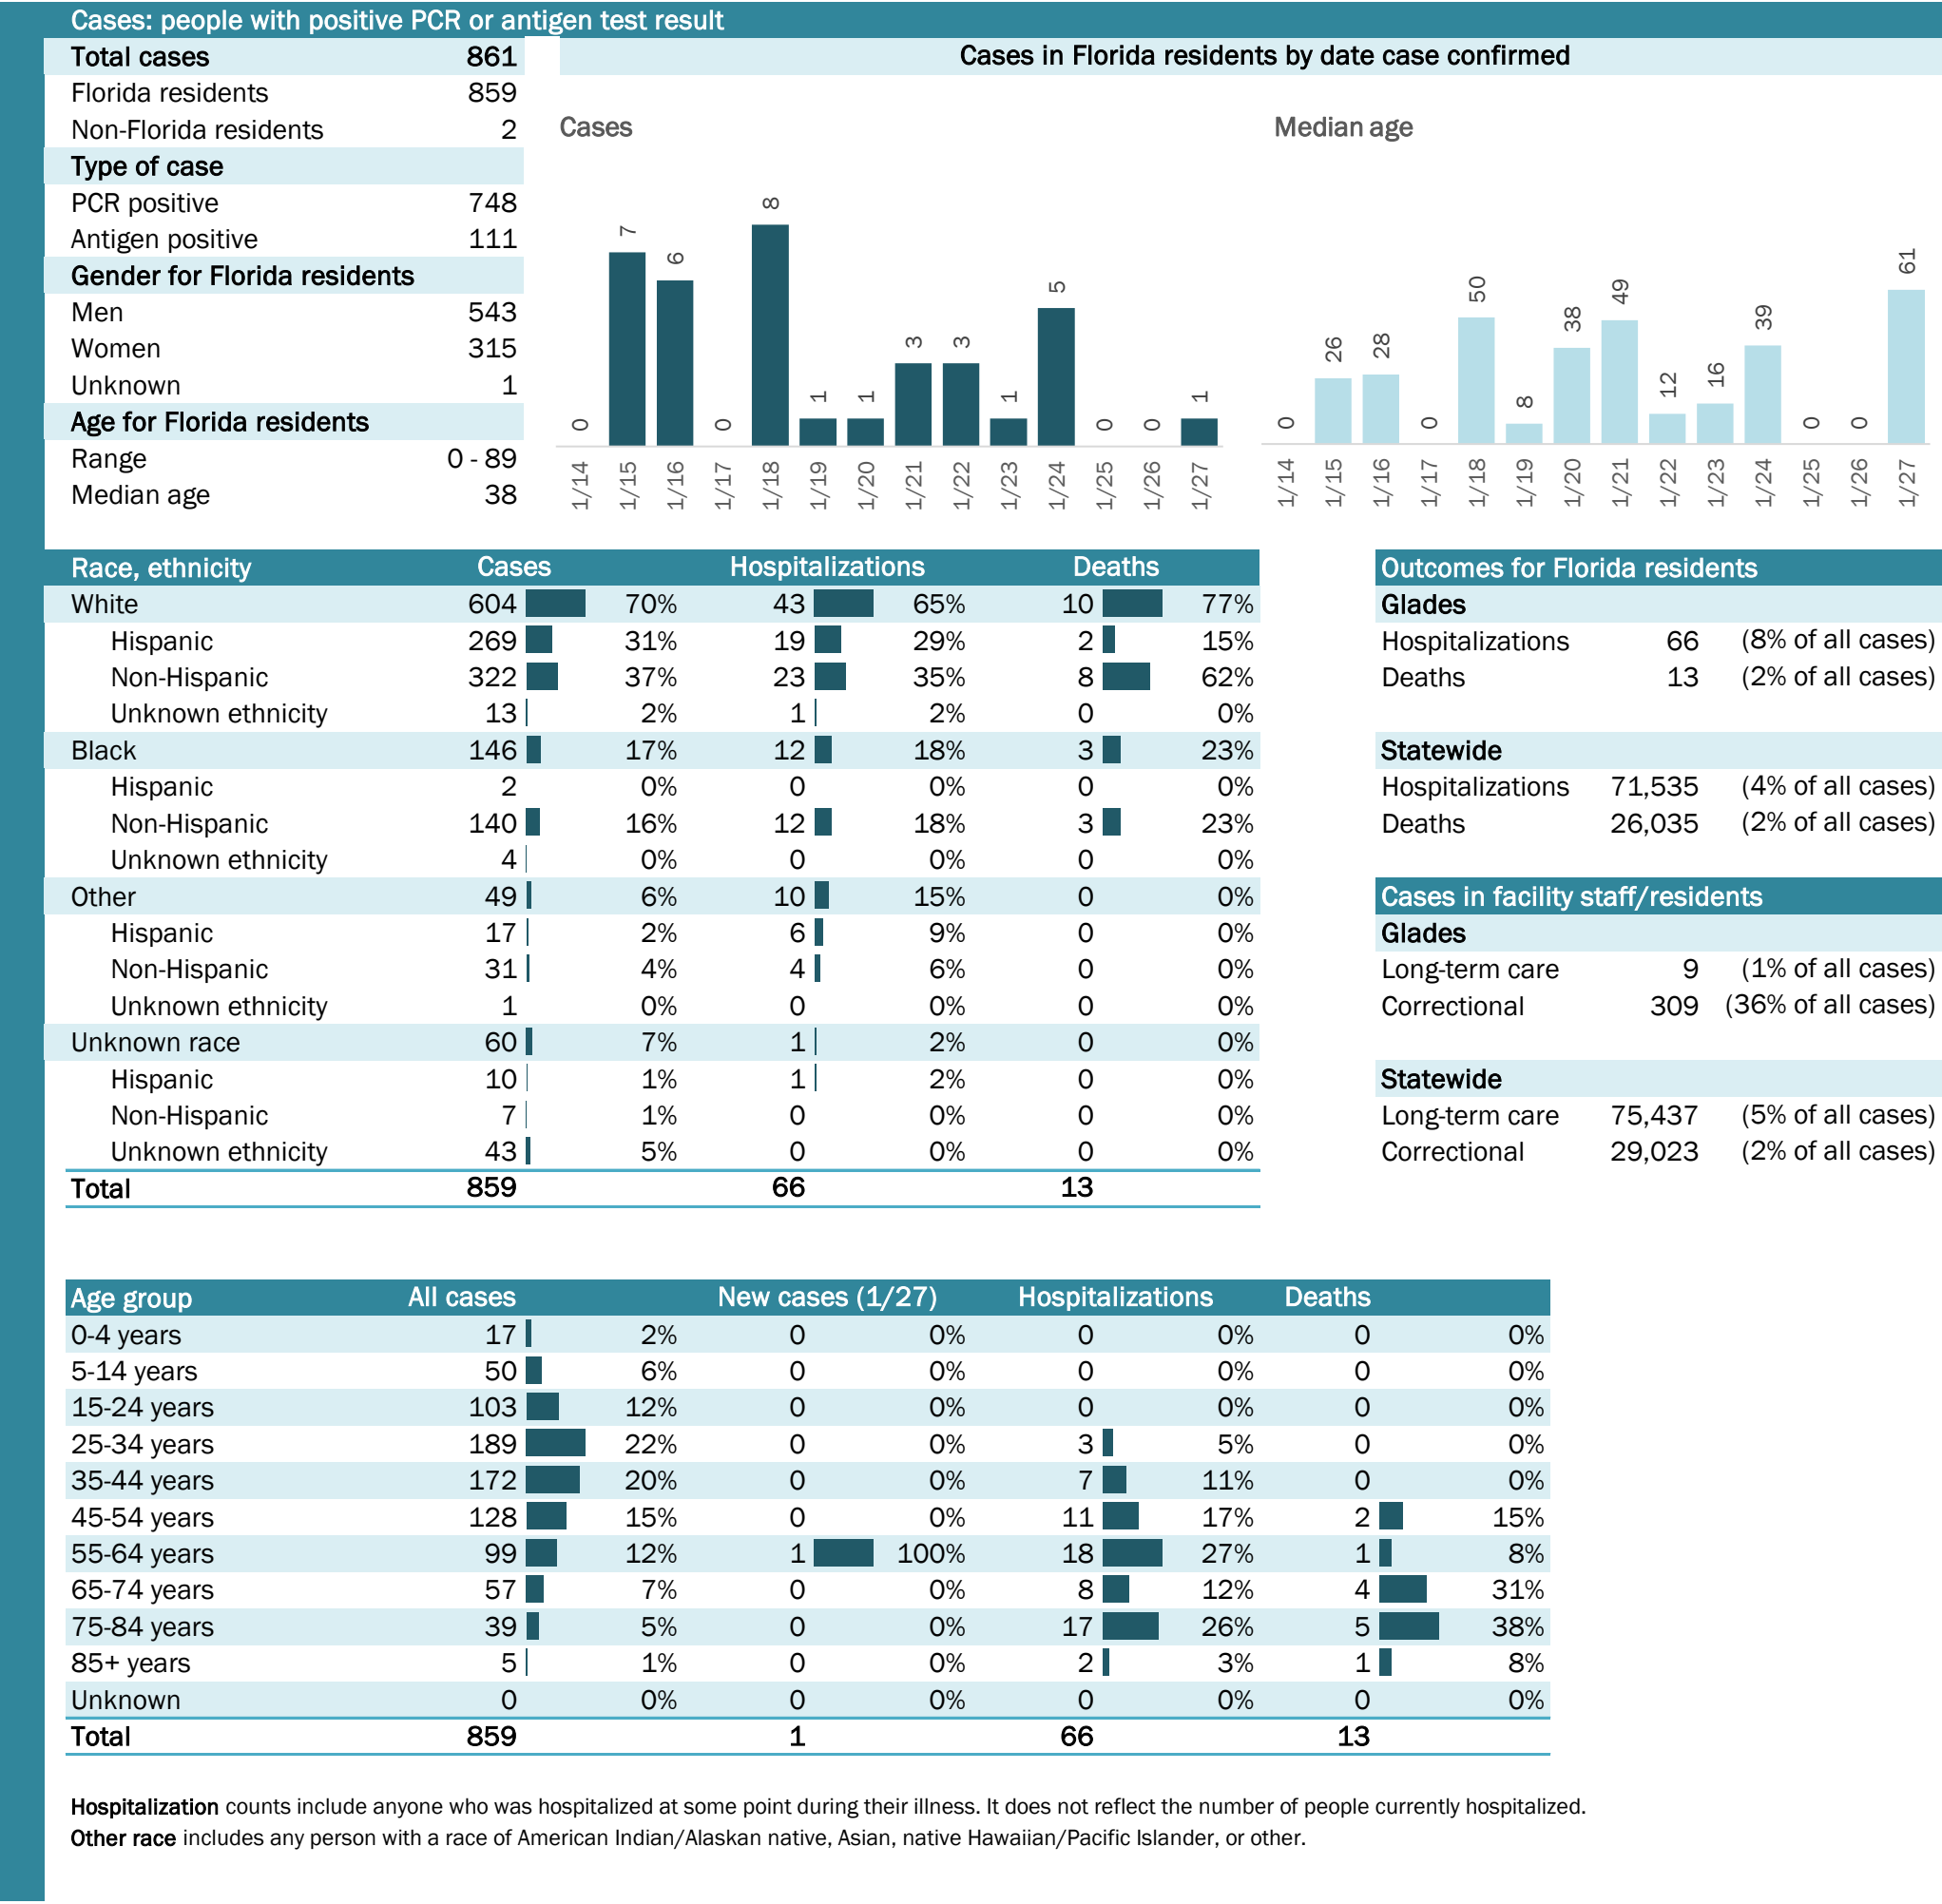 Cases: people with positive PCR or antigen test result
Total cases 861
Florida residents 859
Non-Florida residents 2
Type of case
PCR positive 748
Antigen positive 111
Gender for Florida residents
Men 543
Women 315
Unknown 1
Age for Florida residents
Range 0 - 89
Median age 38
Cases in Florida residents by date case confirmed
Cases
0 7 6 0 8 1 1 3 3 1 5 0 0 1
1/14 1/15 1/16 1/17 1/18 1/19 1/20 1/21 1/22 1/23 1/24 1/25 1/26 1/27
Median age
0 26 28 0 50 8 38 49 12 16 39 0 0 61
1/14 1/15 1/16 1/17 1/18 1/19 1/20 1/21 1/22 1/23 1/24 1/25 1/26 1/27
Race, ethnicity Cases Hospitalizations Deaths
White 604 70% 43 65% 10 77%
Hispanic 269 31% 19 29% 2 15%
Non-Hispanic 322 37% 23 35% 8 62%
Unknown ethnicity 13 2% 1 2% 0 0%
Black 146 17% 12 18% 3 23%
Hispanic 2 0% 0 0% 0 0%
Non-Hispanic 140 16% 12 18% 3 23%
Unknown ethnicity 4 0% 0 0% 0 0%
Other 49 6% 10 15% 0 0%
Hispanic 17 2% 6 9% 0 0%
Non-Hispanic 31 4% 4 6% 0 0%
Unknown ethnicity 1 0% 0 0% 0 0%
Unknown race 60 7% 1 2% 0 0%
Hispanic 10 1% 1 2% 0 0%
Non-Hispanic 7 1% 0 0% 0 0%
Unknown ethnicity 43 5% 0 0% 0 0%
Total 859 66 13
Outcomes for Florida residents
Glades
Hospitalizations 66 (8% of all cases)
Deaths 13 (2% of all cases)
Statewide
Hospitalizations 71,535 (4% of all cases)
Deaths 26,035 (2% of all cases)
Cases in facility staff/residents
Glades
Long-term care 9 (1% of all cases)
Correctional 309 (36% of all cases)
Statewide
Long-term care 75,437 (5% of all cases)
Correctional 29,023 (2% of all cases)
Age group All cases New cases (1/27) Hospitalizations Deaths
0-4 years 17 2% 0 0% 0 0% 0 0%
5-14 years 50 6% 0 0% 0 0% 0 0%
15-24 years 103 12% 0 0% 0 0% 0 0%
25-34 years 189 22% 0 0% 3 5% 0 0%
35-44 years 172 20% 0 0% 7 11% 0 0%
45-54 years 128 15% 0 0% 11 17% 2 15%
55-64 years 99 12% 1 100% 18 27% 1 8%
65-74 years 57 7% 0 0% 8 12% 4 31%
75-84 years 39 5% 0 0% 17 26% 5 38%
85+ years 5 1% 0 0% 2 3% 1 8%
Unknown 0 0% 0 0% 0 0% 0 0%
Total 859 1 66 13
Hospitalization counts include anyone who was hospitalized at some point during their illness. It does not reflect the number of people currently hospitalized.
Other race includes any person with a race of American Indian/Alaskan native, Asian, native Hawaiian/Pacific Islander, or other.